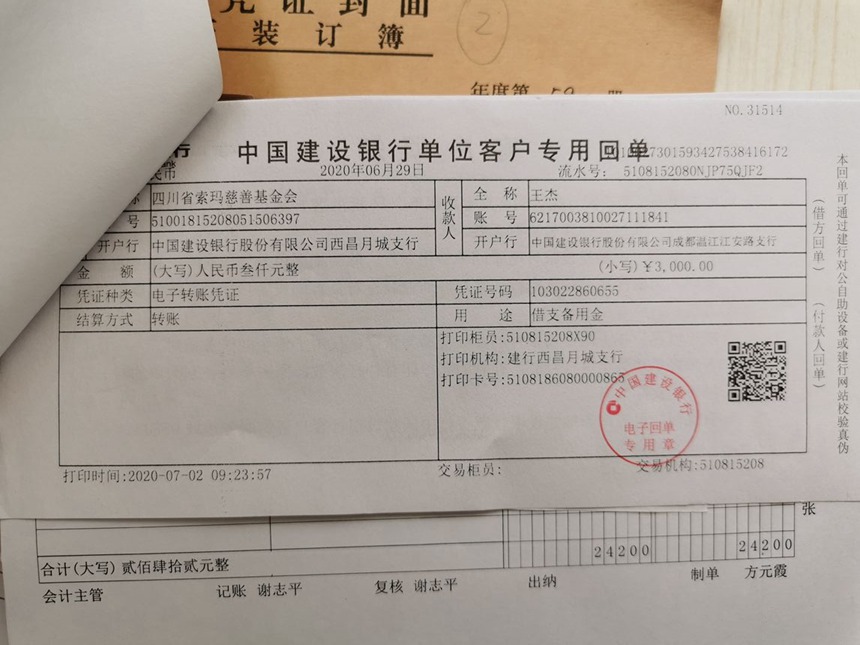 证封面
装订簿
2
年度第 59 册
NO.31514
行 中国建设银行单位客户专用回单
币 2020年06月29日 流水号: 5108152080NJP75QJF2
称 四川省索玛慈善基金会 收款人 全称 王杰
号 51001815208051506397 账号 6217003810027111841
开户行 中国建设银行股份有限公司西昌月城支行 开户行 中国建设银行股份有限公司成都温江江安路支行
金额 (大写)人民币叁仟元整 (小写)¥3,000.00
凭证种类 电子转账凭证 凭证号码 103022860655
结算方式 转账 用途 借支备用金
打印柜员:510815208X90
打印机构:建行西昌月城支行
打印卡号:5108186080000865
中国建设银行
电子回单
专用章
打印时间:2020-07-02 09:23:57 交易柜员: 交易机构:510815208
(借方回单)
(付款人回单)
本回单可通过建行对公自助设备或建行网站校验真伪
张
合计(大写) 贰佰肆拾贰元整 24200 24200
会计主管 记账 谢志平 复核 谢志平 出纳 制单 方元霞